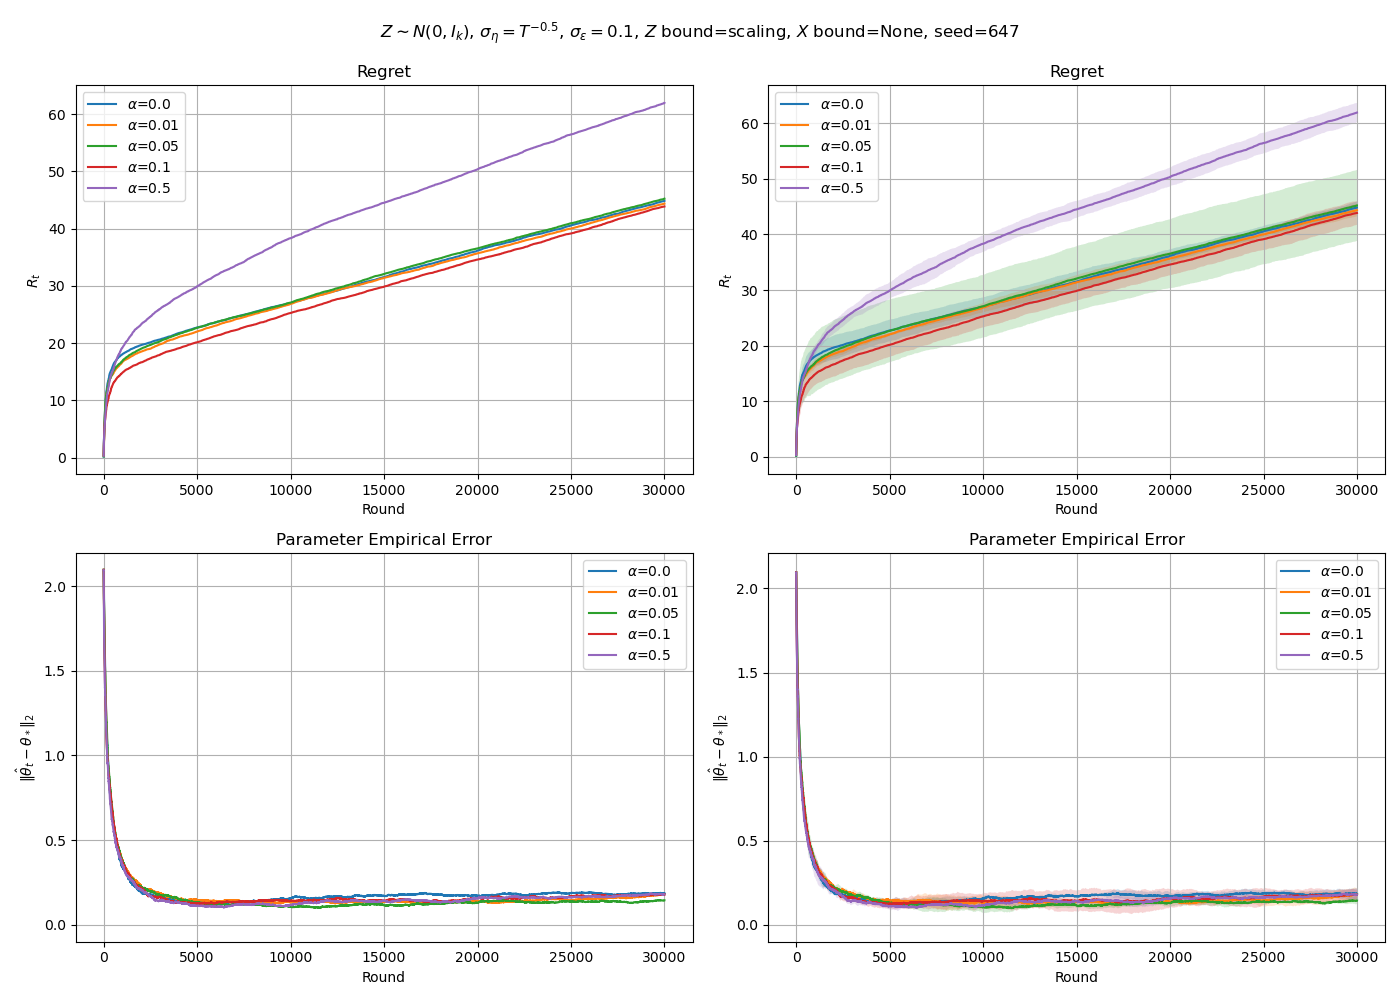 Z ∼ N(0, I_k), σ_η = T^{−0.5}, σ_ε = 0.1, Z bound=scaling, X bound=None, seed=647
Regret
R_t
60
50
40
30
20
10
0
α=0.0
α=0.01
α=0.05
α=0.1
α=0.5
0 5000 10000 15000 20000 25000 30000
Round
Regret
R_t
60
50
40
30
20
10
0
α=0.0
α=0.01
α=0.05
α=0.1
α=0.5
0 5000 10000 15000 20000 25000 30000
Round
Parameter Empirical Error
‖θ̂_t − θ_*‖_2
2.0
1.5
1.0
0.5
0.0
α=0.0
α=0.01
α=0.05
α=0.1
α=0.5
0 5000 10000 15000 20000 25000 30000
Round
Parameter Empirical Error
‖θ̂_t − θ_*‖_2
2.0
1.5
1.0
0.5
0.0
α=0.0
α=0.01
α=0.05
α=0.1
α=0.5
0 5000 10000 15000 20000 25000 30000
Round